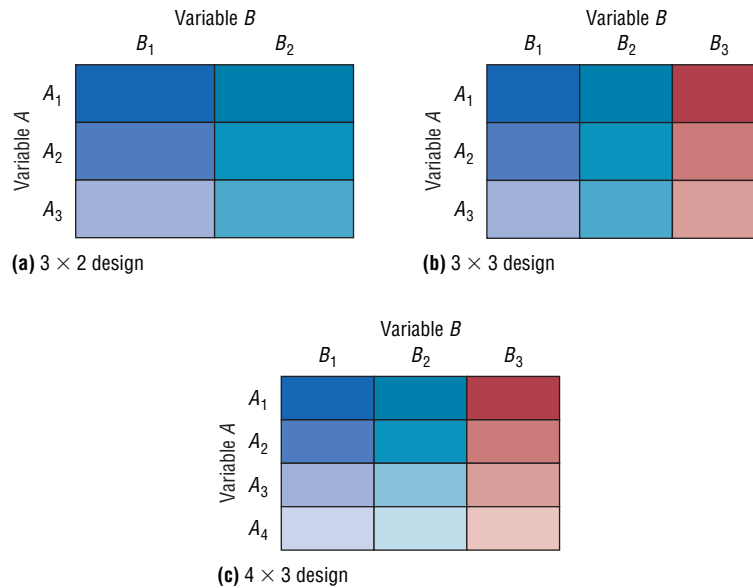 Variable B
B₁ B₂
Variable A
A₁
A₂
A₃
(a) 3 × 2 design
Variable B
B₁ B₂ B₃
Variable A
A₁
A₂
A₃
(b) 3 × 3 design
Variable B
B₁ B₂ B₃
Variable A
A₁
A₂
A₃
A₄
(c) 4 × 3 design